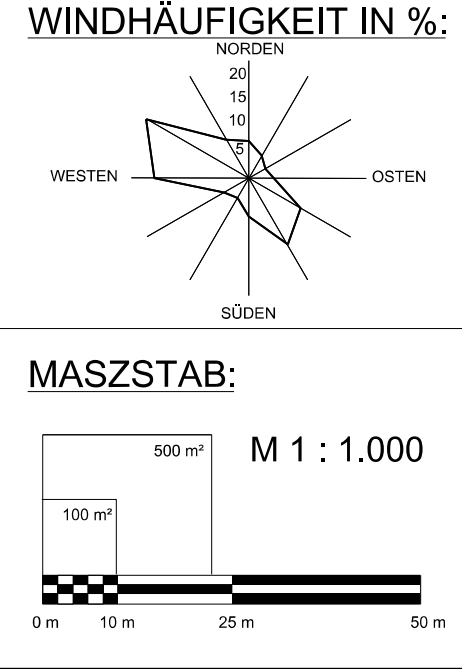 WINDHÄUFIGKEIT IN %:
NORDEN
20
15
10
5
WESTEN
OSTEN
SÜDEN
MASZSTAB:
500 m²
M 1 : 1.000
100 m²
0 m 10 m 25 m 50 m